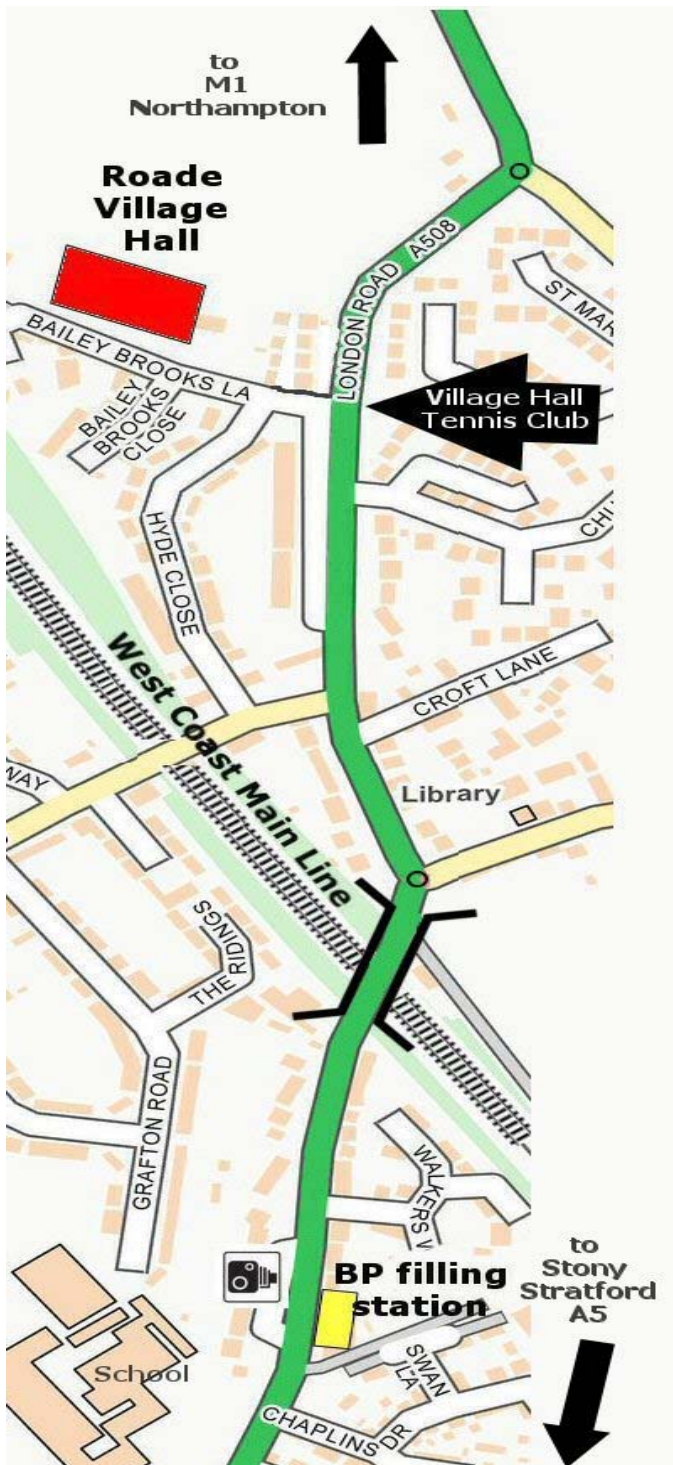 to
M1
Northampton
Roade
Village
Hall
LONDON ROAD A508
ST MAR
BAILEY BROOKS LA
BAILEY
BROOKS
CLOSE
Village Hall
Tennis Club
HYDE CLOSE
CHU
CROFT LANE
West Coast Main Line
WAY
Library
THE RIDINGS
GRAFTON ROAD
WALKERS W
to
Stony
Stratford
A5
BP filling
station
School
SWAN
LA
CHAPLINS DR